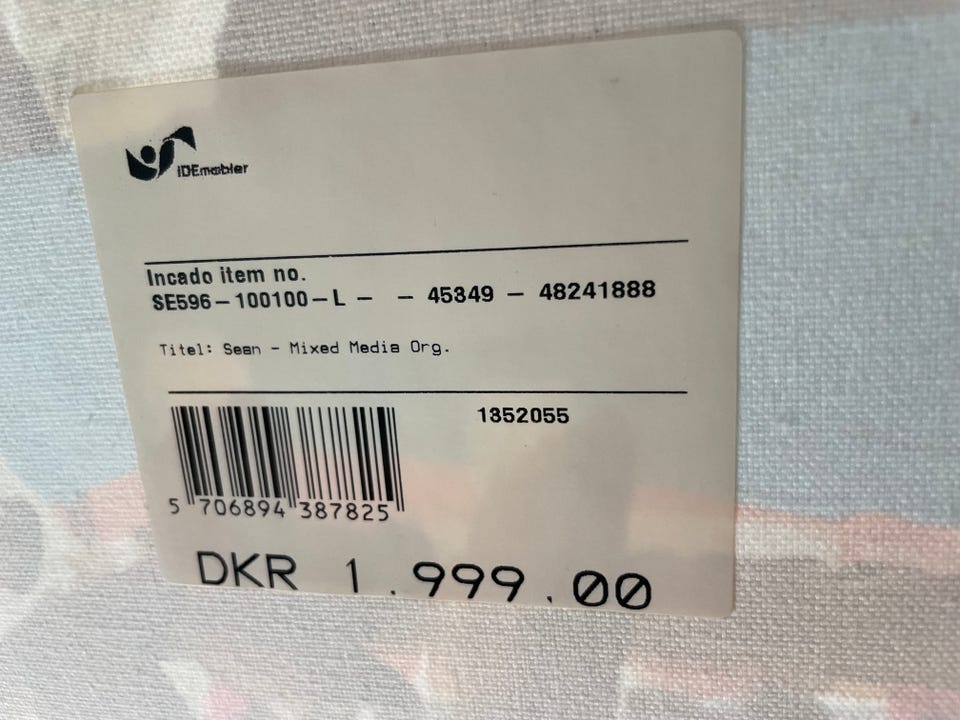 IDEmøbler
Incado item no.
SE596-100100-L - - 45349 - 48241888
Titel: Sean - Mixed Media Org.
1352055
5 706894 387825
DKR 1.999.00